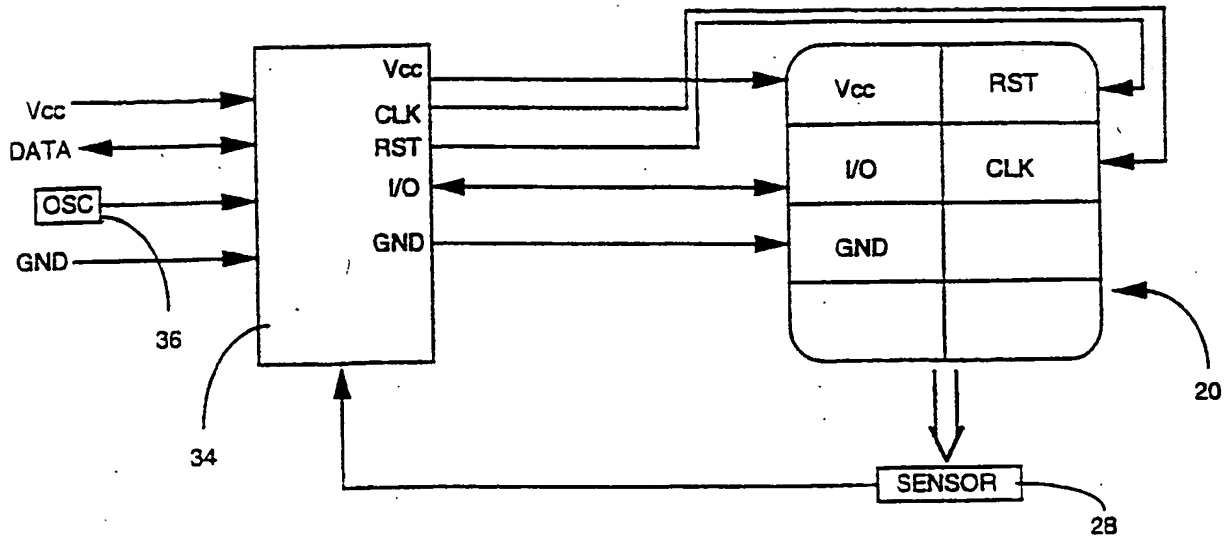 Vcc
DATA
OSC
GND
36
34
Vcc
CLK
RST
I/O
GND
Vcc
RST
I/O
CLK
GND
20
SENSOR
28